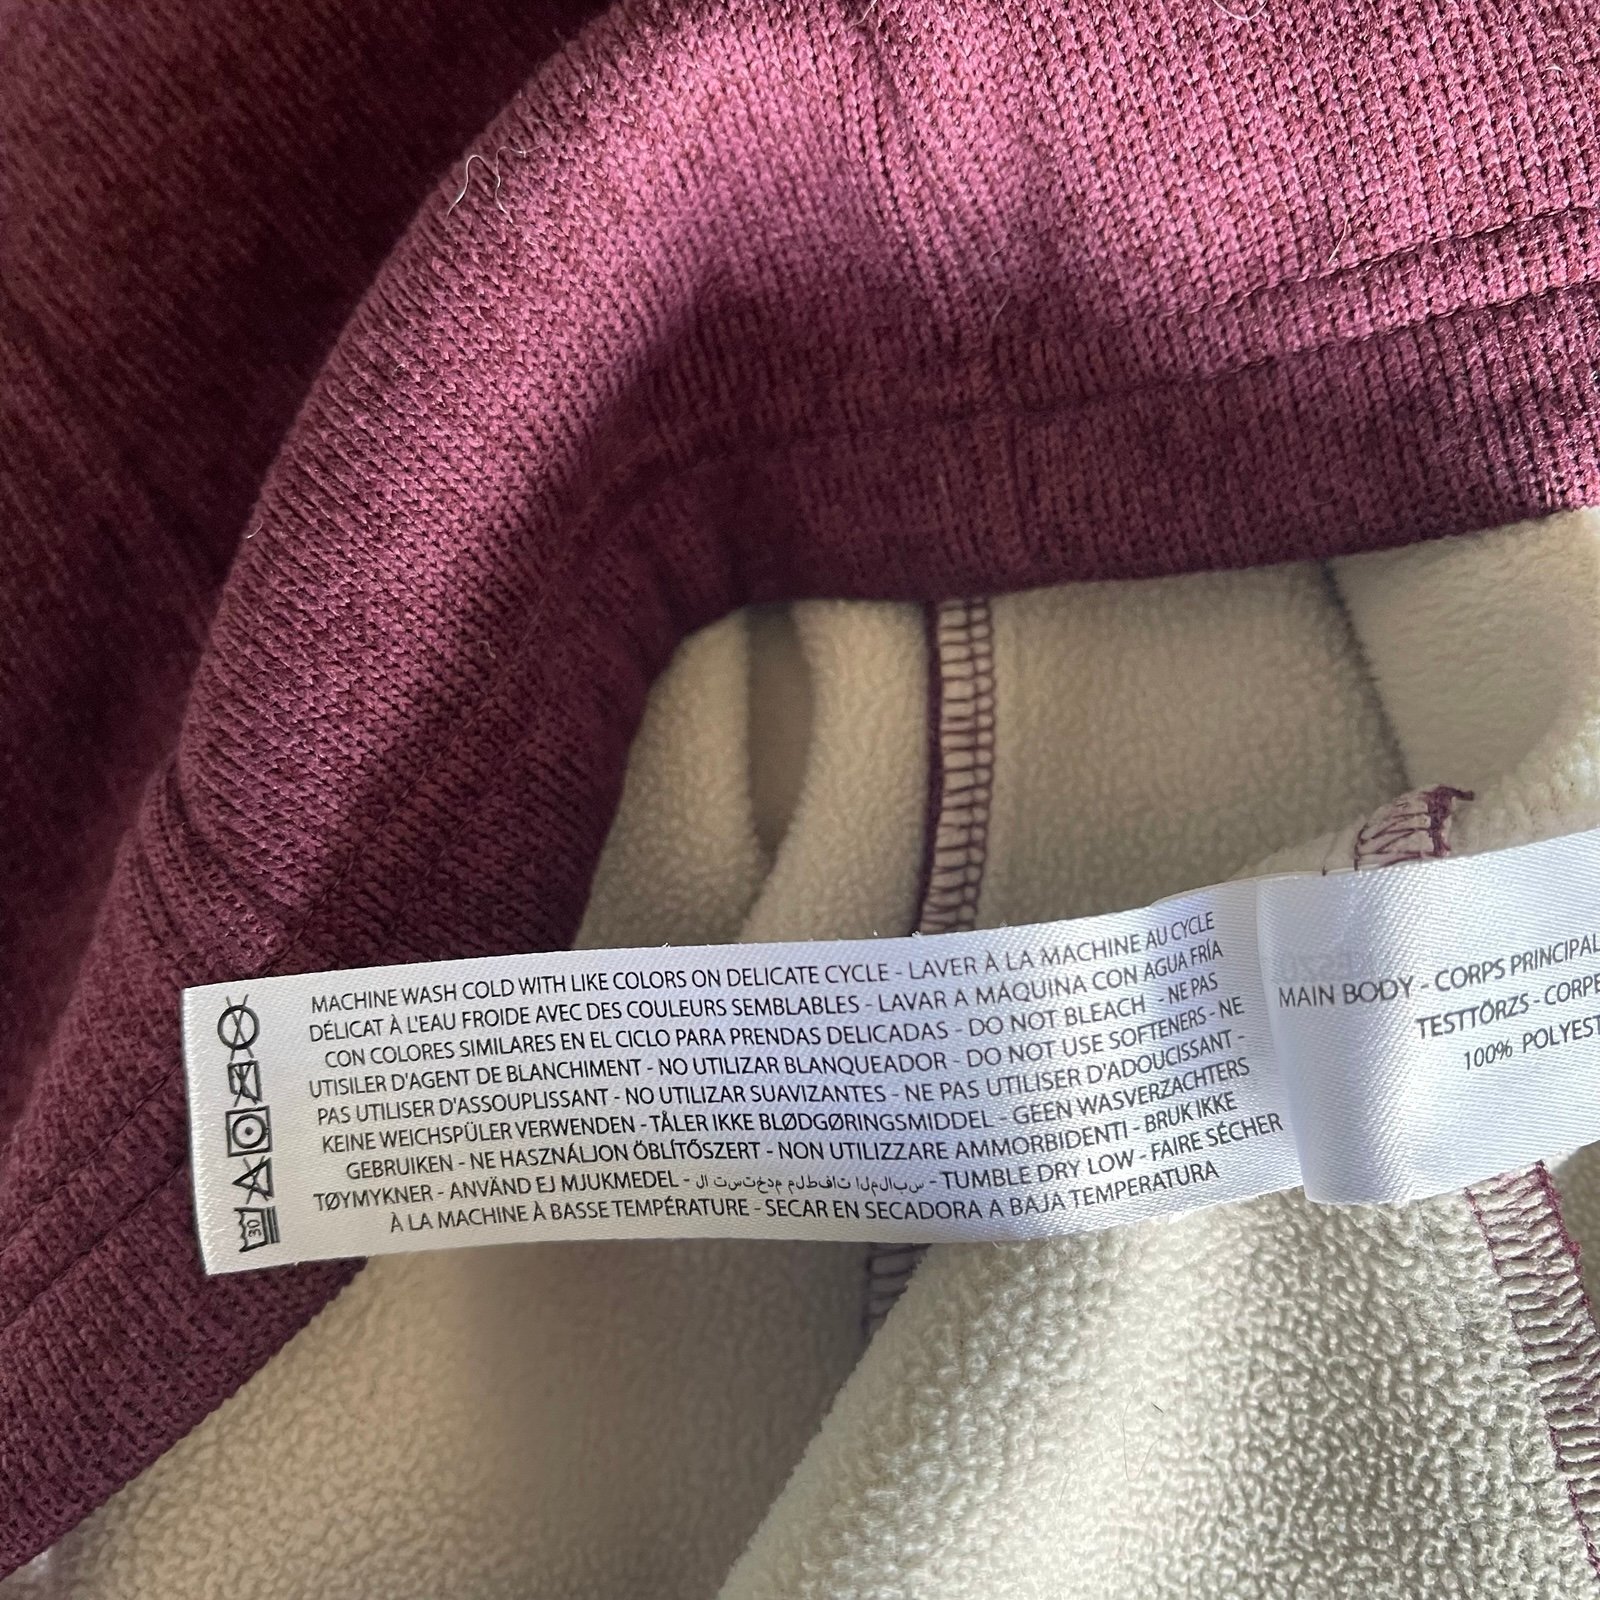 MACHINE WASH COLD WITH LIKE COLORS ON DELICATE CYCLE - LAVER À LA MACHINE AU CYCLE
DÉLICAT À L'EAU FROIDE AVEC DES COULEURS SEMBLABLES - LAVAR A MÁQUINA CON AGUA FRÍA
CON COLORES SIMILARES EN EL CICLO PARA PRENDAS DELICADAS - DO NOT BLEACH - NE PAS
UTISILER D'AGENT DE BLANCHIMENT - NO UTILIZAR BLANQUEADOR - DO NOT USE SOFTENERS - NE
PAS UTILISER D'ASSOUPLISSANT - NO UTILIZAR SUAVIZANTES - NE PAS UTILISER D'ADOUCISSANT -
KEINE WEICHSPÜLER VERWENDEN - TÅLER IKKE BLØDGØRINGSMIDDEL - GEEN WASVERZACHTERS
GEBRUIKEN - NE HASZNÁLJON ÖBLÍTŐSZERT - NON UTILIZZARE AMMORBIDENTI - BRUK IKKE
TØYMYKNER - ANVÄND EJ MJUKMEDEL - لا تستخدم ملطفات الملابس - TUMBLE DRY LOW - FAIRE SÉCHER
À LA MACHINE À BASSE TEMPÉRATURE - SECAR EN SECADORA A BAJA TEMPERATURA
30
MAIN BODY - CORPS PRINCIPAL
TESTTÖRZS - CORPE
100% POLYEST